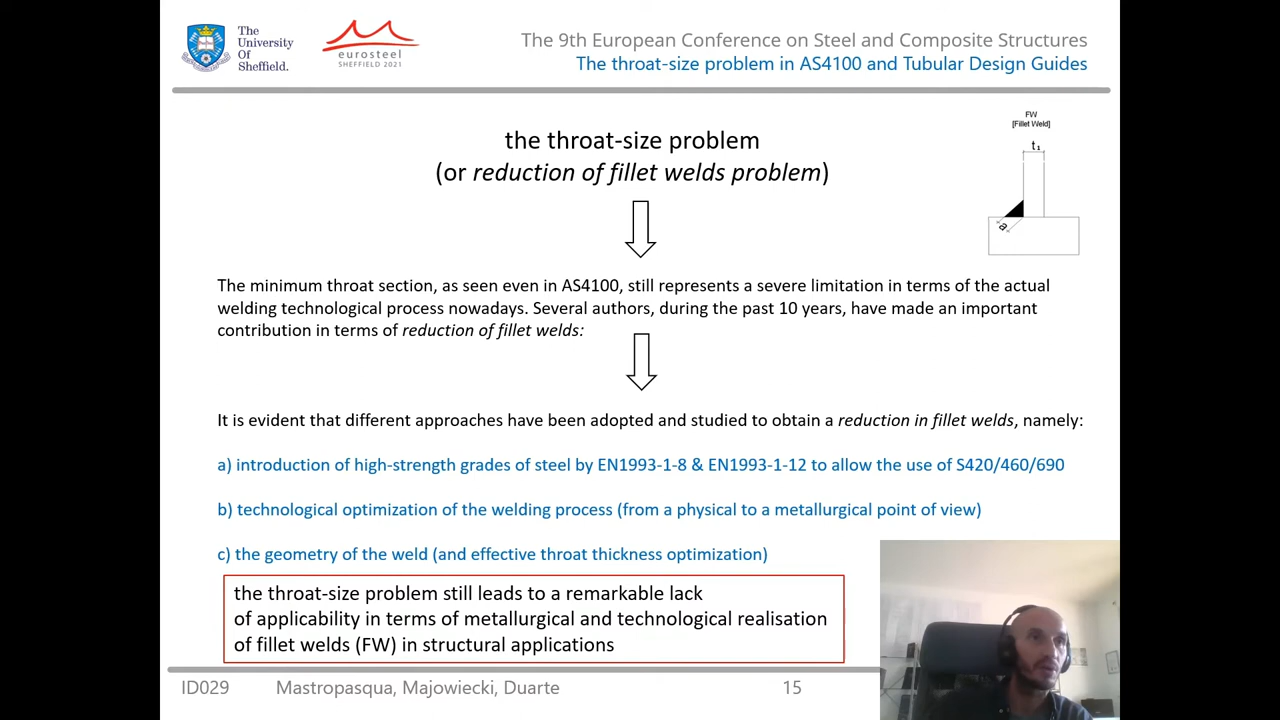 The
University
Of
Sheffield.
eurosteel
SHEFFIELD 2021
The 9th European Conference on Steel and Composite Structures
The throat-size problem in AS4100 and Tubular Design Guides
FW
[Fillet Weld]
t₁
a
the throat-size problem
(or reduction of fillet welds problem)
The minimum throat section, as seen even in AS4100, still represents a severe limitation in terms of the actual
welding technological process nowadays. Several authors, during the past 10 years, have made an important
contribution in terms of reduction of fillet welds:
It is evident that different approaches have been adopted and studied to obtain a reduction in fillet welds, namely:
a) introduction of high-strength grades of steel by EN1993-1-8 & EN1993-1-12 to allow the use of S420/460/690
b) technological optimization of the welding process (from a physical to a metallurgical point of view)
c) the geometry of the weld (and effective throat thickness optimization)
the throat-size problem still leads to a remarkable lack
of applicability in terms of metallurgical and technological realisation
of fillet welds (FW) in structural applications
ID029 Mastropasqua, Majowiecki, Duarte 15